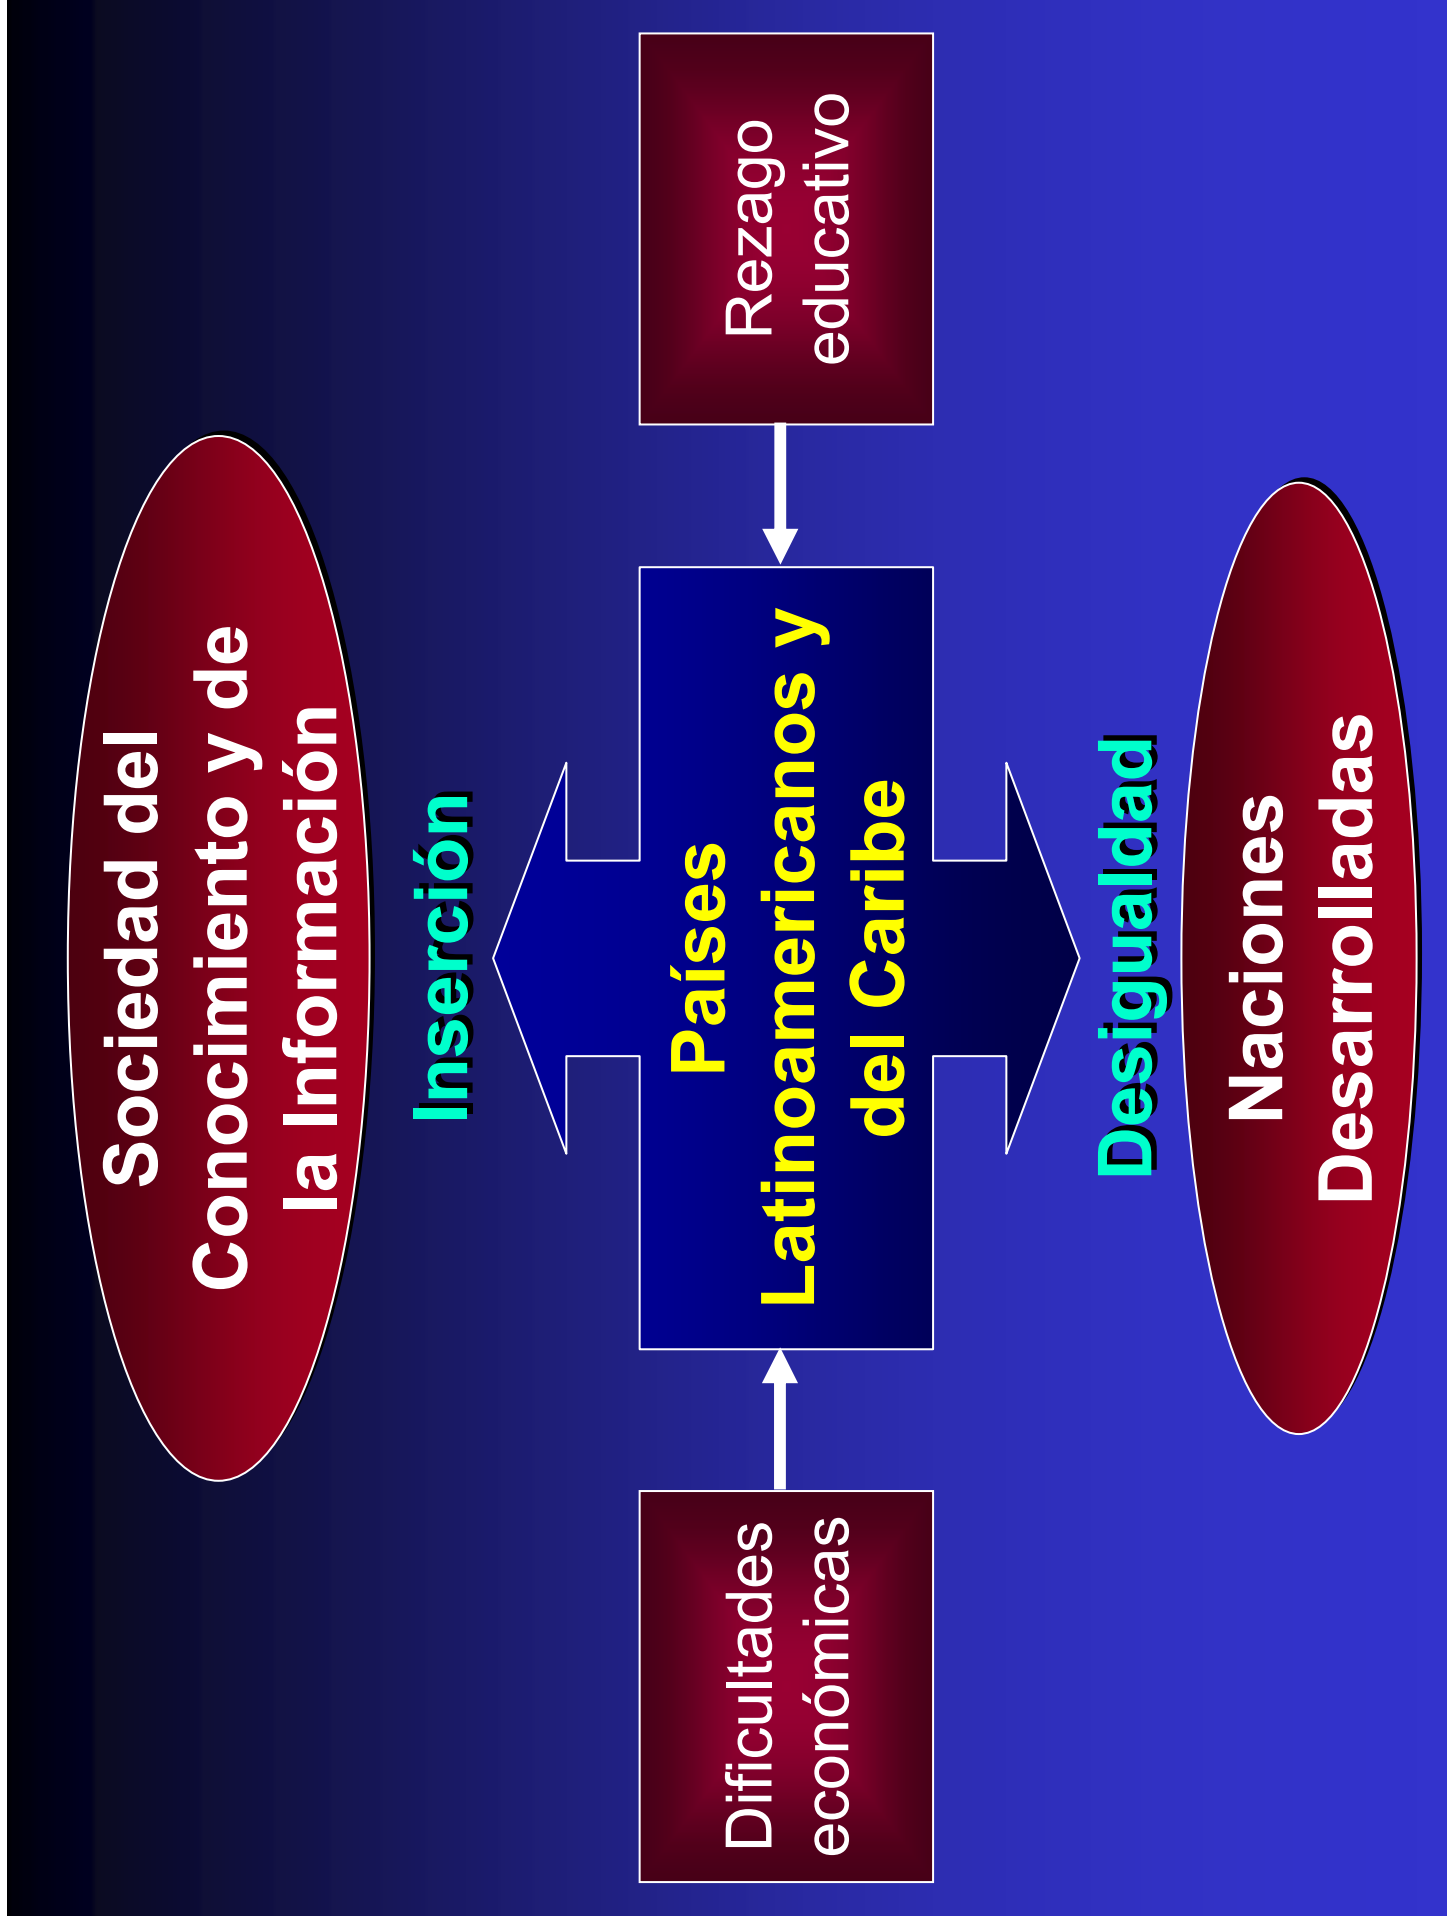 Sociedad del
Conocimiento y de
la Información
Inserción
Dificultades
económicas
Países
Latinoamericanos y
del Caribe
Rezago
educativo
Desigualdad
Naciones
Desarrolladas